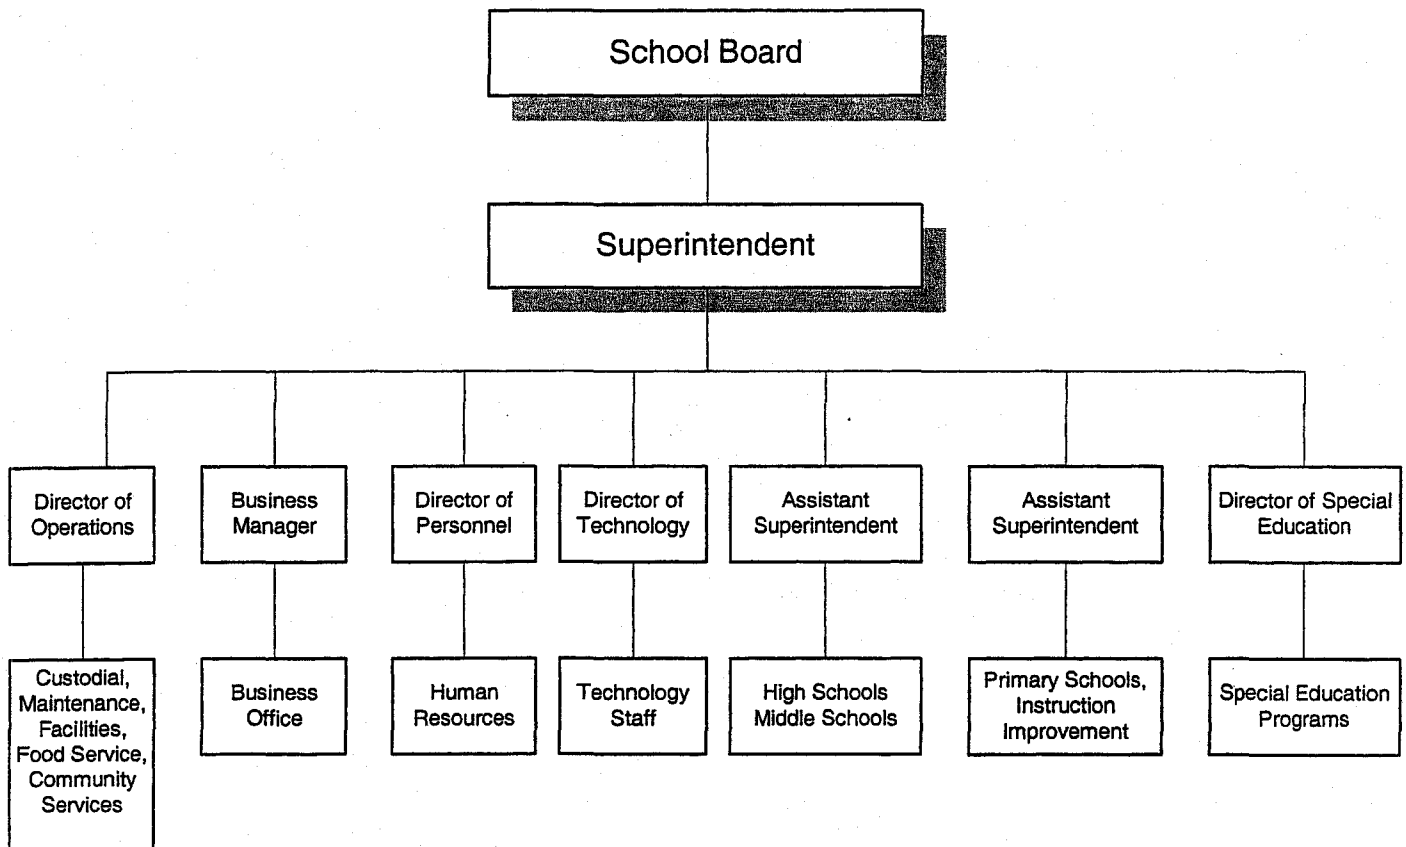 School Board
Superintendent
Director of
Operations
Business
Manager
Director of
Personnel
Director of
Technology
Assistant
Superintendent
Assistant
Superintendent
Director of Special
Education
Custodial,
Maintenance,
Facilities,
Food Service,
Community
Services
Business
Office
Human
Resources
Technology
Staff
High Schools
Middle Schools
Primary Schools,
Instruction
Improvement
Special Education
Programs